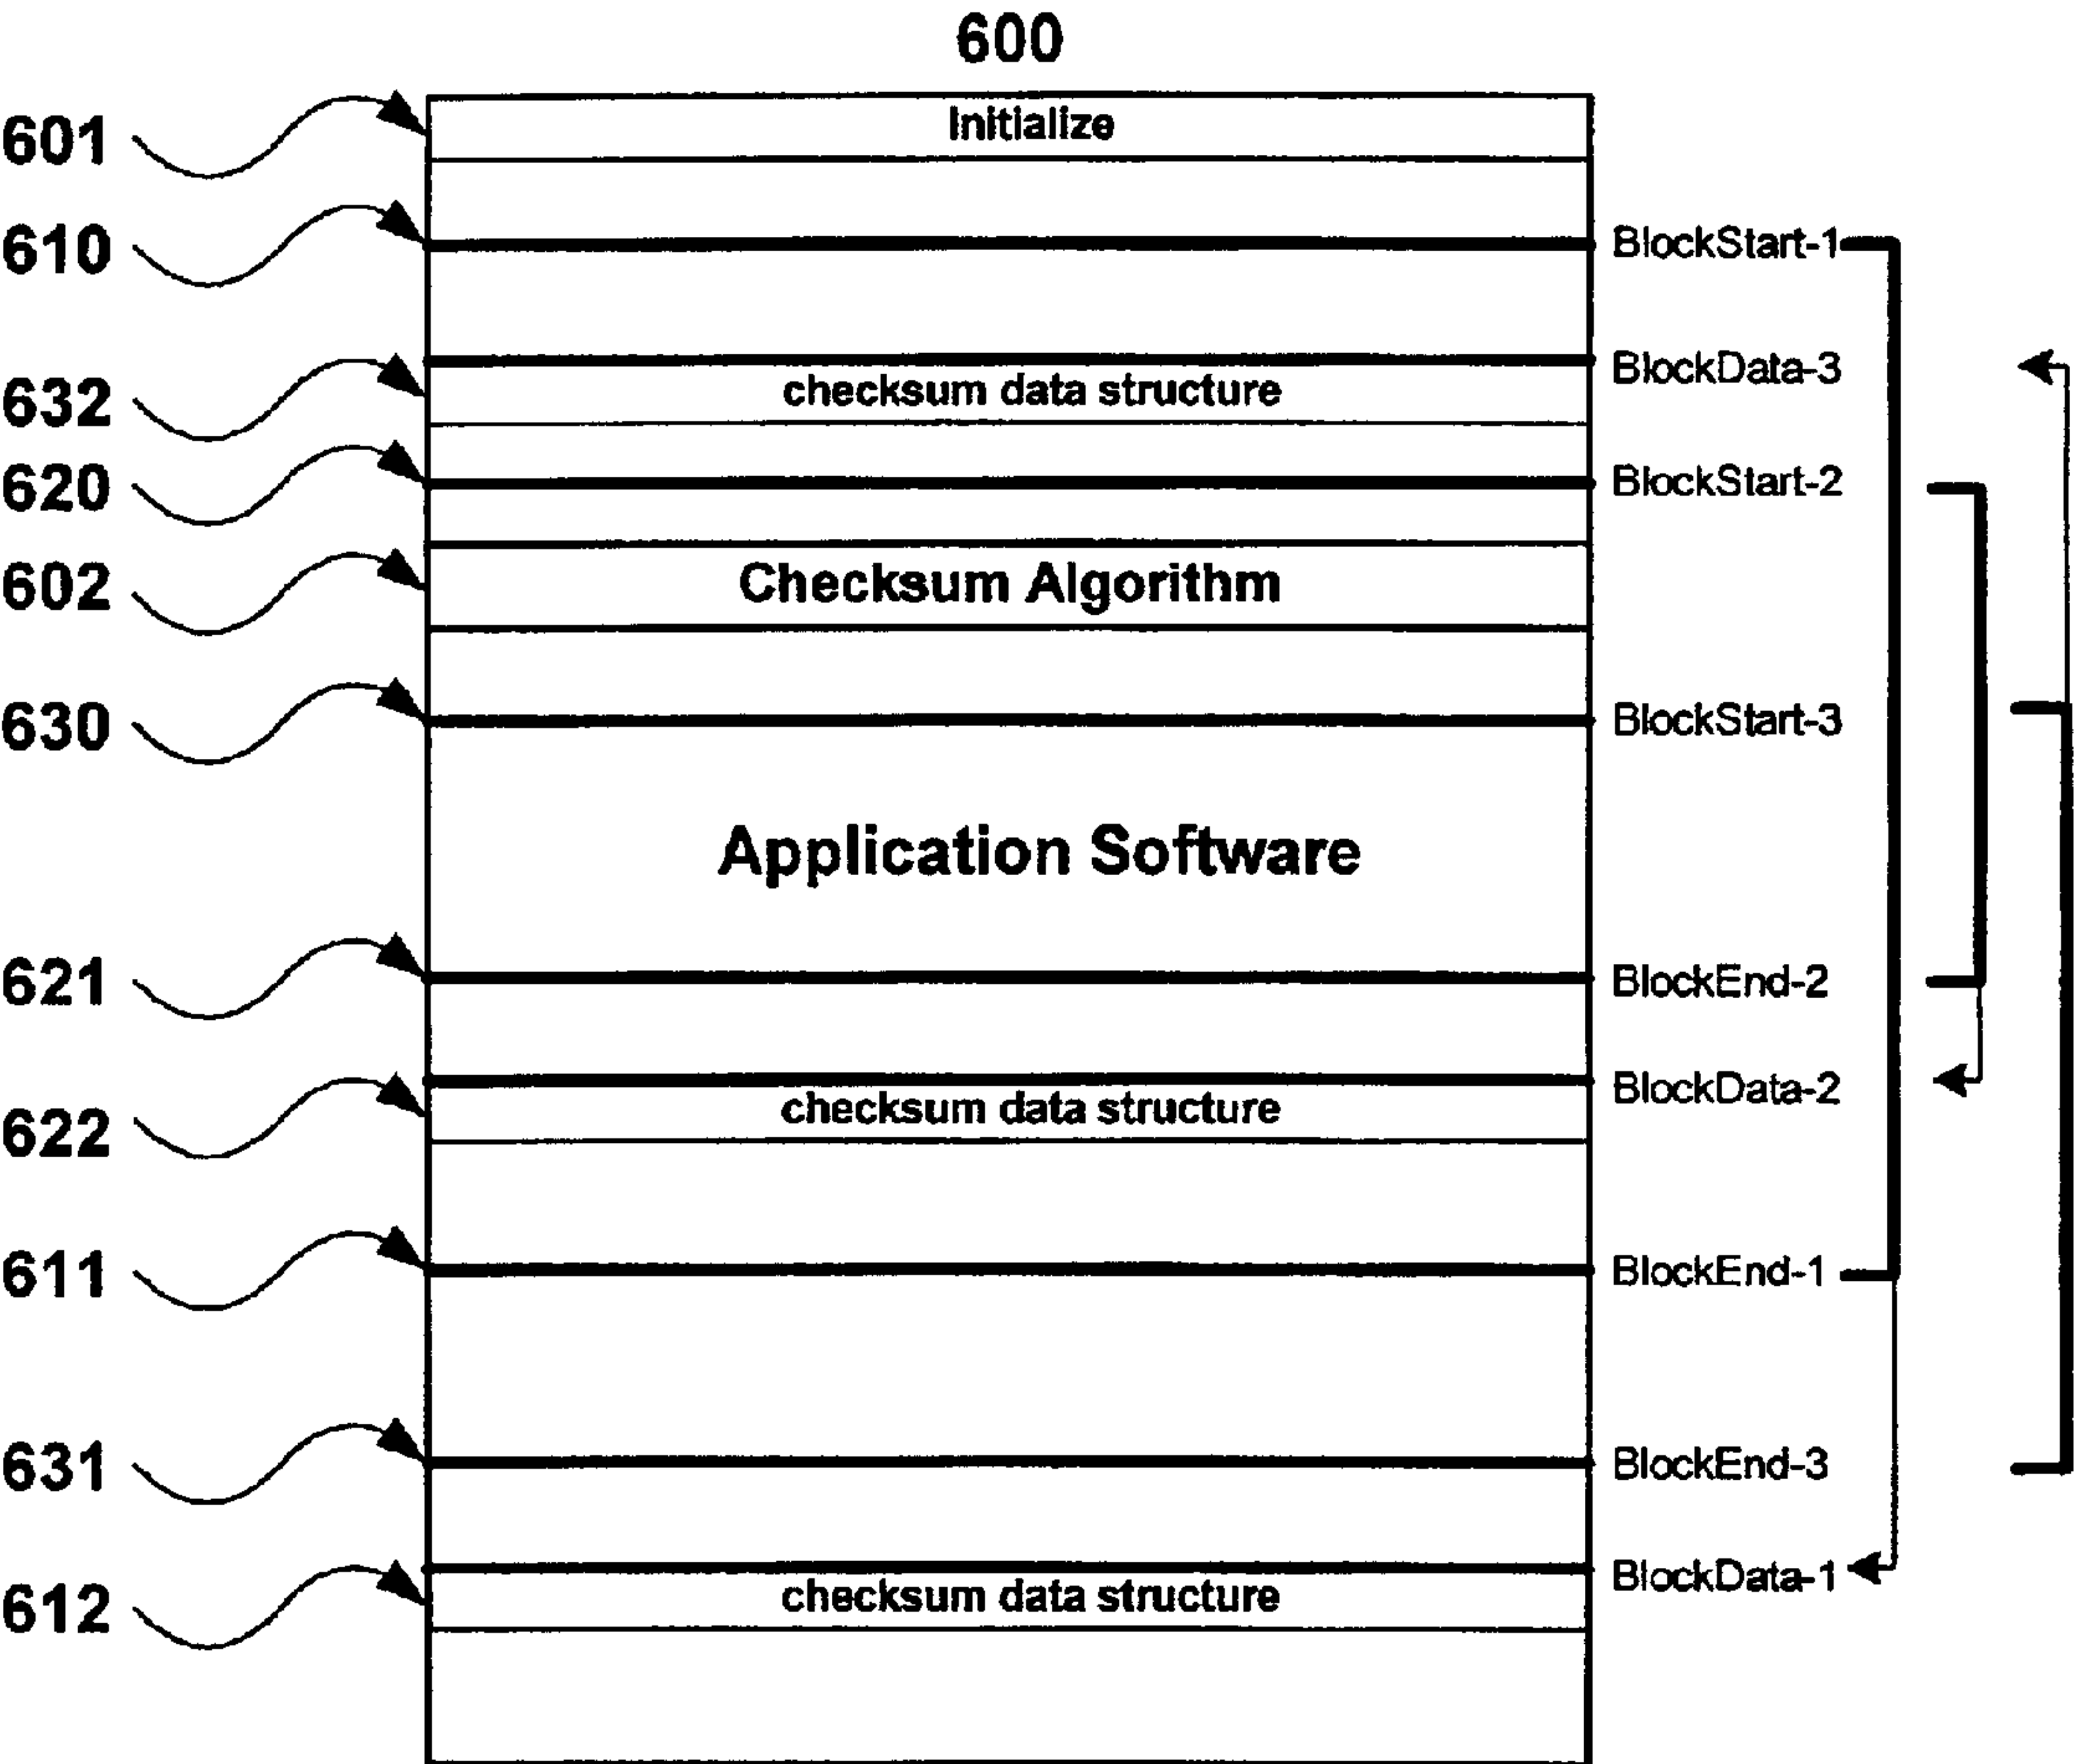 600
601 Initialize
610 BlockStart-1
632 checksum data structure BlockData-3
620 BlockStart-2
602 Checksum Algorithm
630 BlockStart-3
Application Software
621 BlockEnd-2
622 checksum data structure BlockData-2
611 BlockEnd-1
631 BlockEnd-3
612 checksum data structure BlockData-1